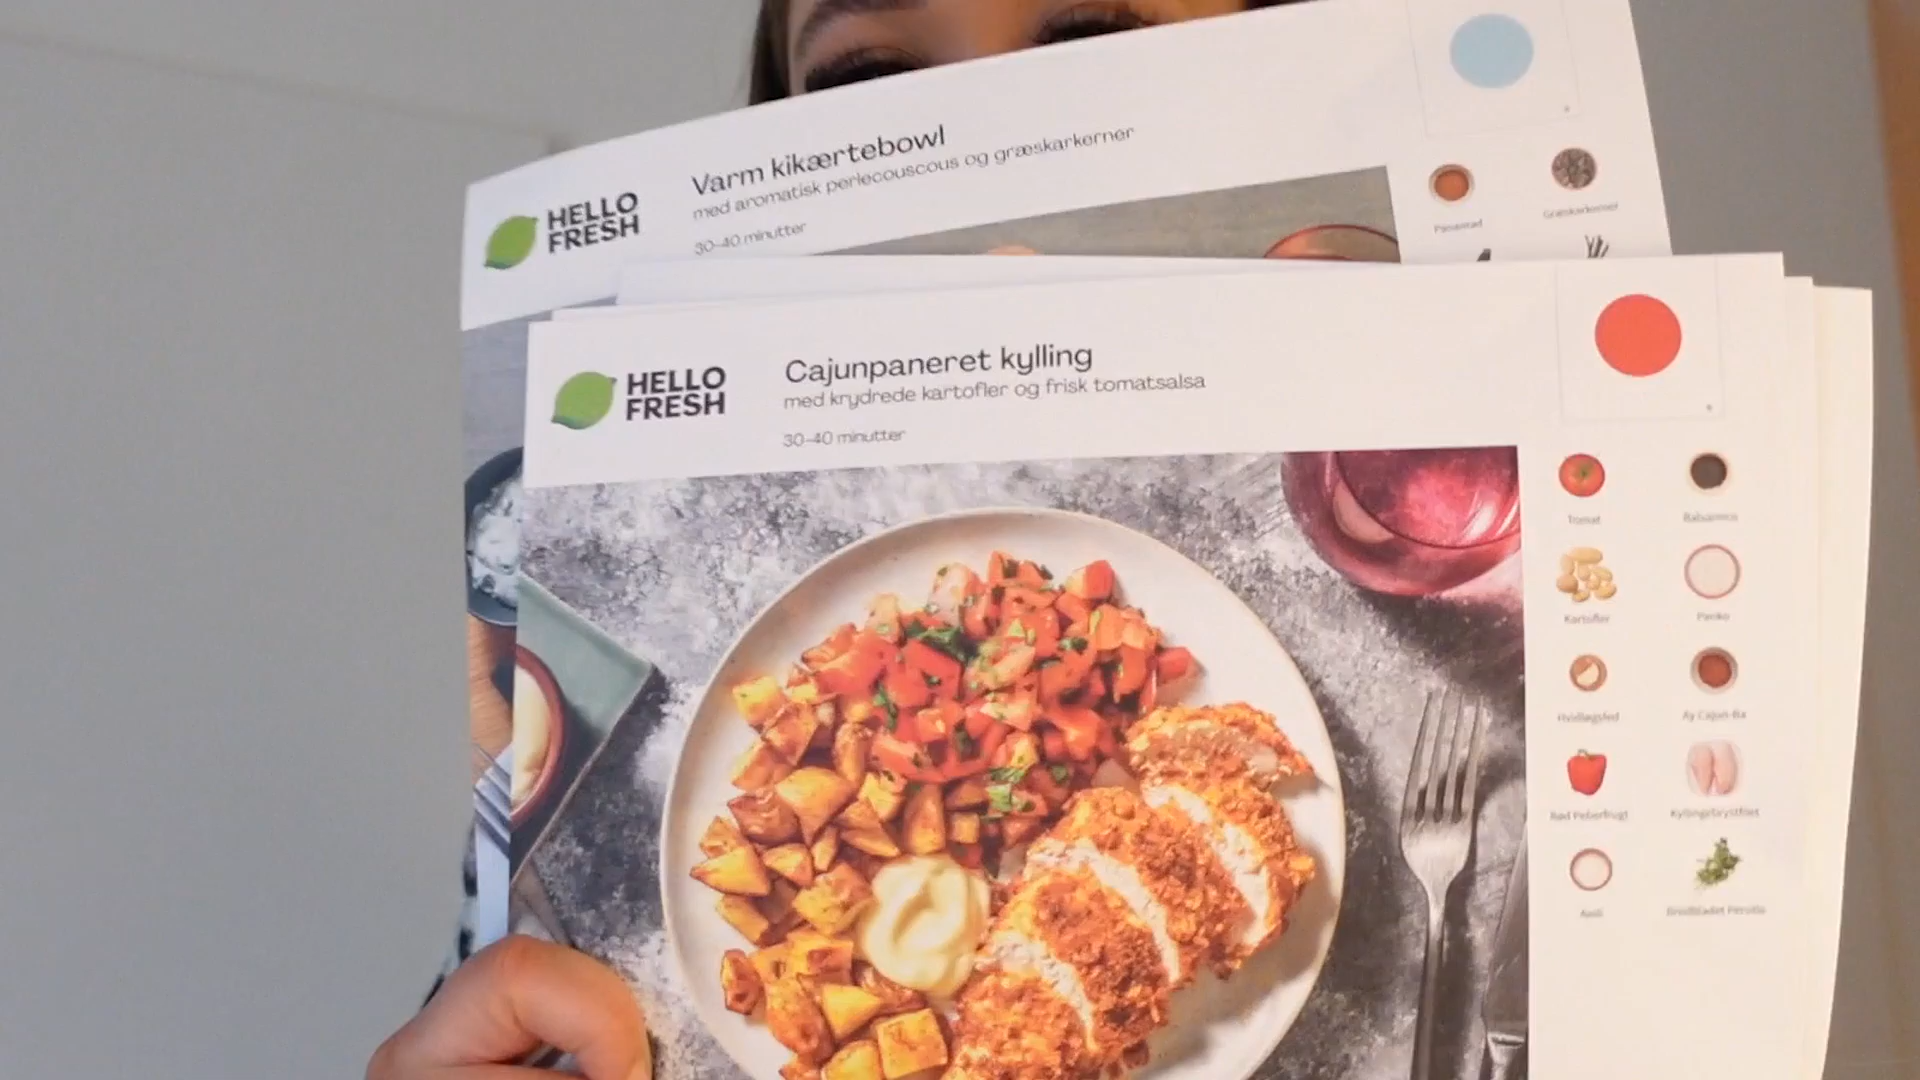 HELLO
FRESH
Varm kikærtebowl
med aromatisk perlecouscous og græskarkerner
30-40 minutter
Græskarkerner
HELLO
FRESH
Cajunpaneret kylling
med krydrede kartofler og frisk tomatsalsa
30-40 minutter
Tomat
Balsamico
Kartofler
Panko
Hvidløgsfed
Rød Peberfrugt
Kyllingebrystfilet
Aioli
Bredbladet Persille